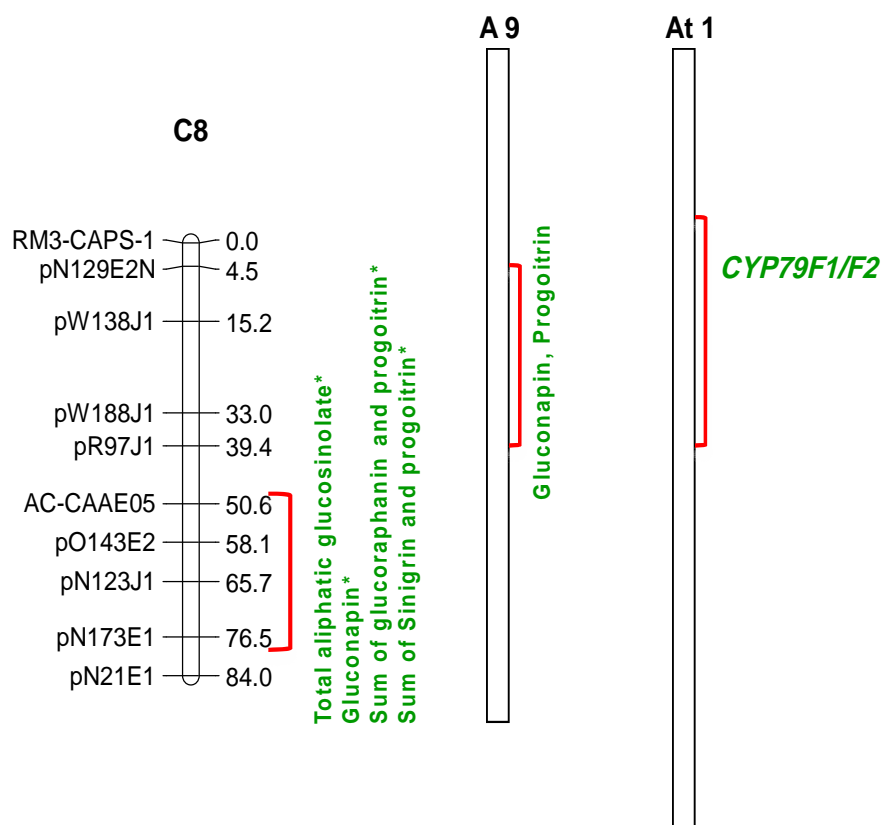 A 9
At 1
C8
RM3-CAPS-1 0.0
pN129E2N 4.5
pW138J1 15.2
pW188J1 33.0
pR97J1 39.4
AC-CAAE05 50.6
pO143E2 58.1
pN123J1 65.7
pN173E1 76.5
pN21E1 84.0
Total aliphatic glucosinolate*
Gluconapin*
Sum of glucoraphanin and progoitrin*
Sum of Sinigrin and progoitrin*
Gluconapin, Progoitrin
CYP79F1/F2